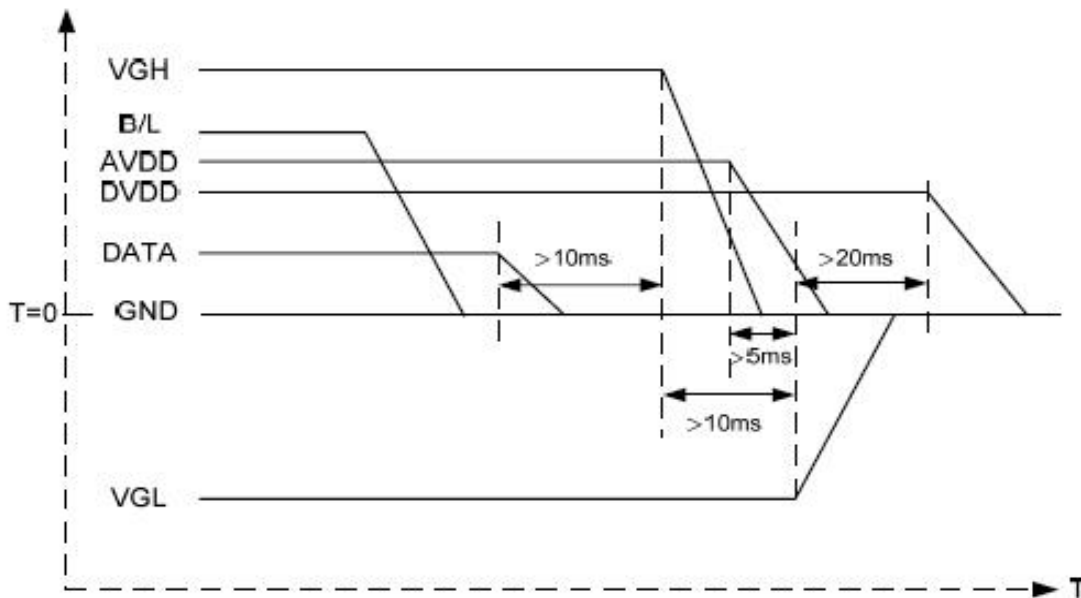 VGH
B/L
AVDD
DVDD
DATA
>10ms
>20ms
T=0
GND
>5ms
>10ms
VGL
T